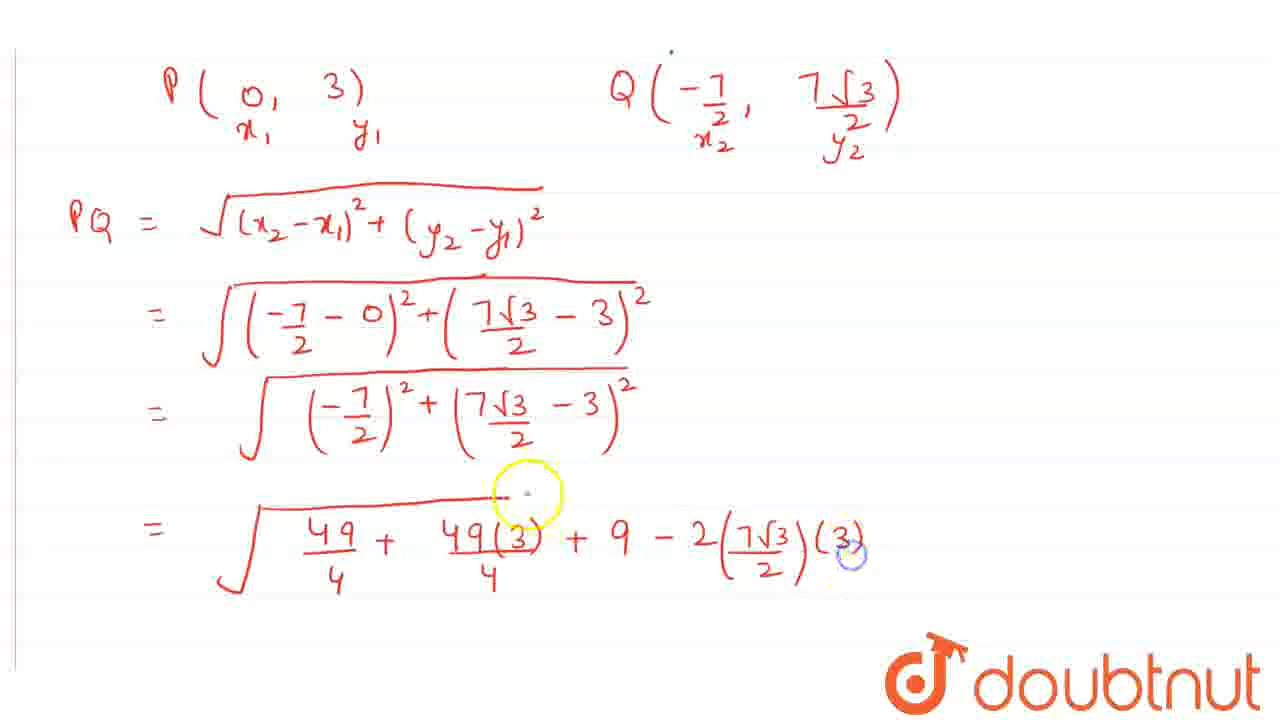 P(0, 3) Q(-7/2, 7√3/2)
x₁ y₁ x₂ y₂
PQ = √((x₂-x₁)²+(y₂-y₁)²)
= √((-7/2 - 0)²+(7√3/2 - 3)²)
= √((-7/2)²+(7√3/2 - 3)²)
= √(49/4 + 49(3)/4 + 9 - 2(7√3/2)(3)
doubtnut